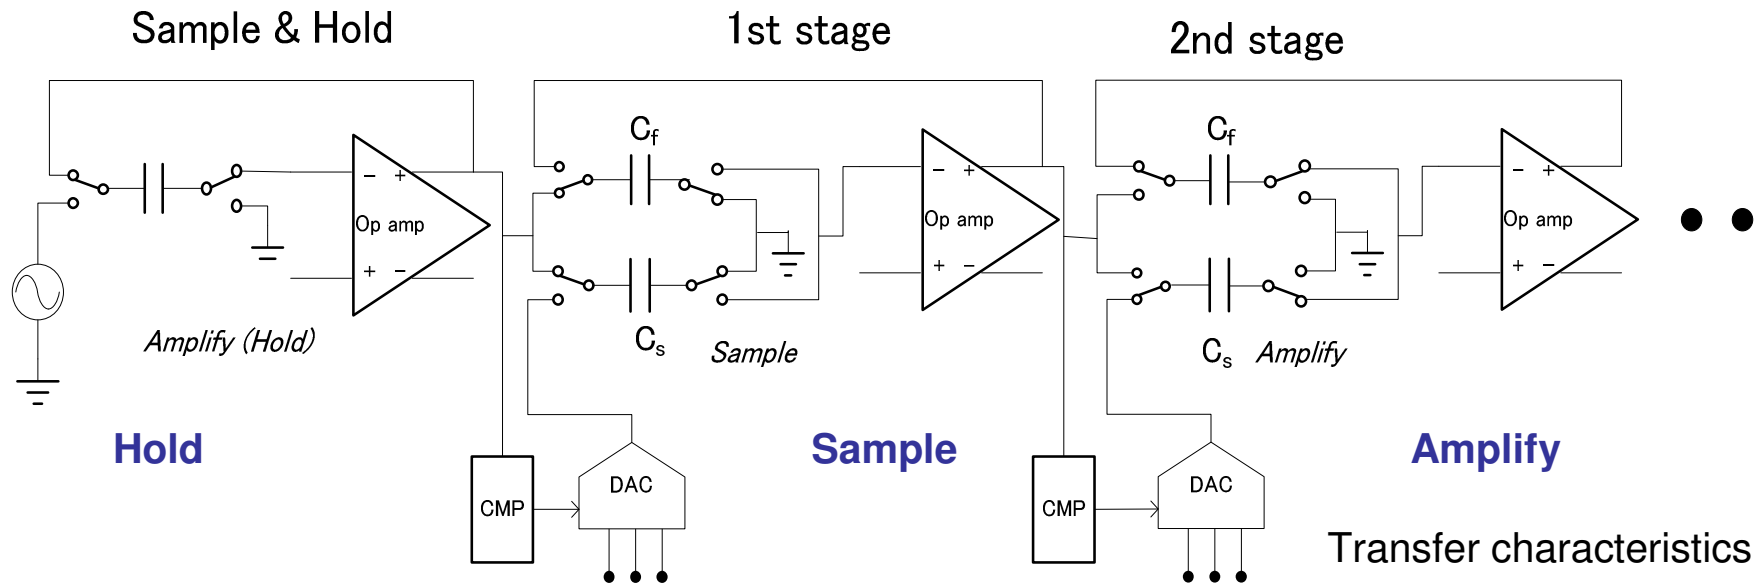 Sample & Hold
1st stage
2nd stage
Cf
Cf
− +
− +
− +
Op amp
Op amp
Op amp
+ −
+ −
+ −
Amplify (Hold)
Cs
Sample
Cs
Amplify
Hold
Sample
Amplify
DAC
DAC
CMP
CMP
Transfer characteristics